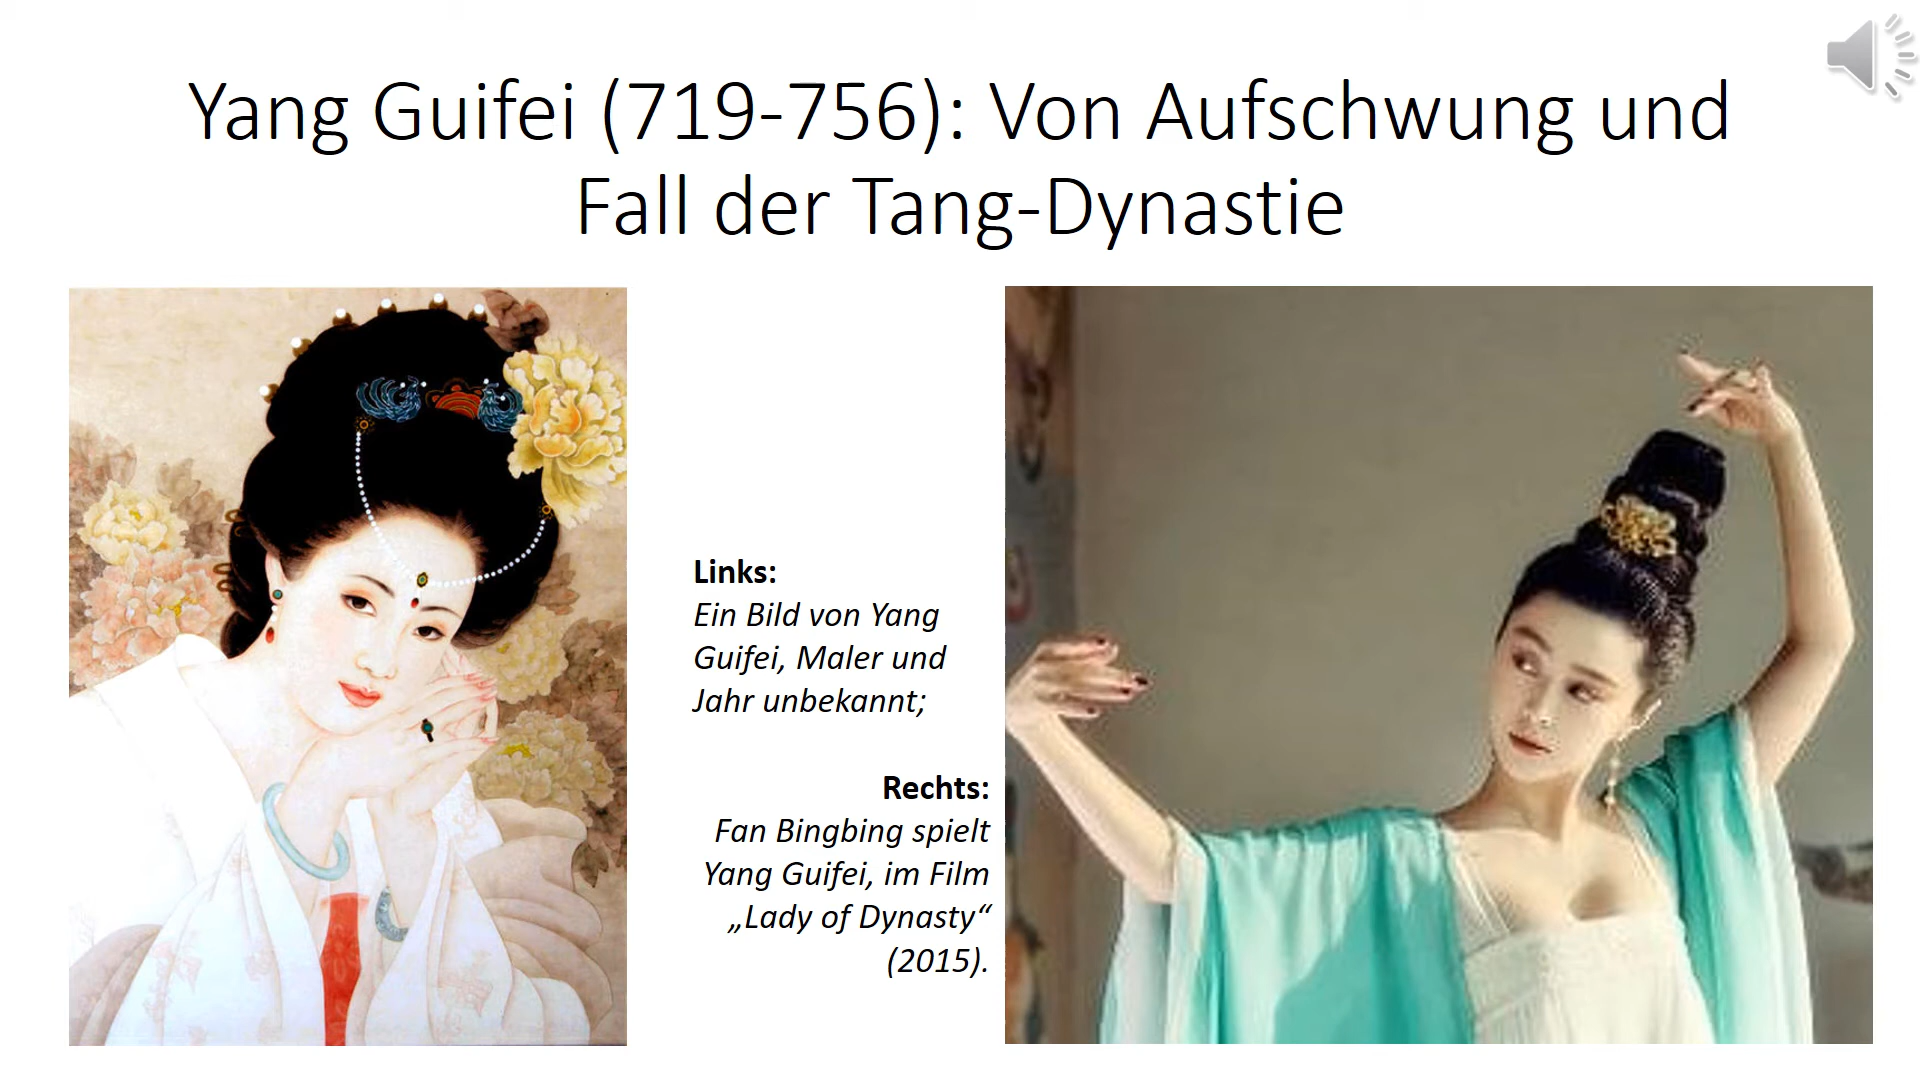 Yang Guifei (719-756): Von Aufschwung und
Fall der Tang-Dynastie
Links:
Ein Bild von Yang
Guifei, Maler und
Jahr unbekannt;
Rechts:
Fan Bingbing spielt
Yang Guifei, im Film
„Lady of Dynasty“
(2015).